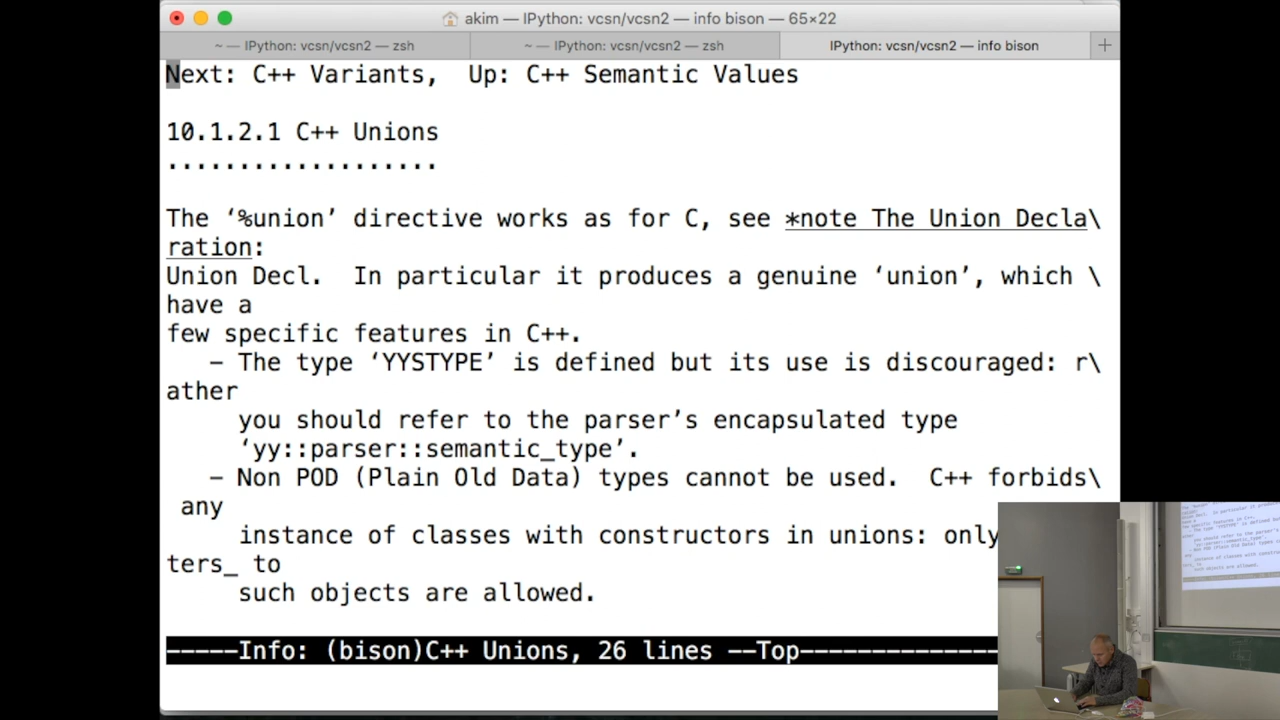 akim — IPython: vcsn/vcsn2 — info bison — 65×22
~ — IPython: vcsn/vcsn2 — zsh
~ — IPython: vcsn/vcsn2 — zsh
IPython: vcsn/vcsn2 — info bison
Next: C++ Variants,  Up: C++ Semantic Values
10.1.2.1 C++ Unions
...................
The ‘%union’ directive works as for C, see *note The Union Decla\
ration:
Union Decl.  In particular it produces a genuine ‘union’, which \
have a
few specific features in C++.
– The type ‘YYSTYPE’ is defined but its use is discouraged: r\
ather
you should refer to the parser’s encapsulated type
‘yy::parser::semantic_type’.
– Non POD (Plain Old Data) types cannot be used.  C++ forbids\
any
instance of classes with constructors in unions: only
ters_ to
such objects are allowed.
-----Info: (bison)C++ Unions, 26 lines --Top--------------